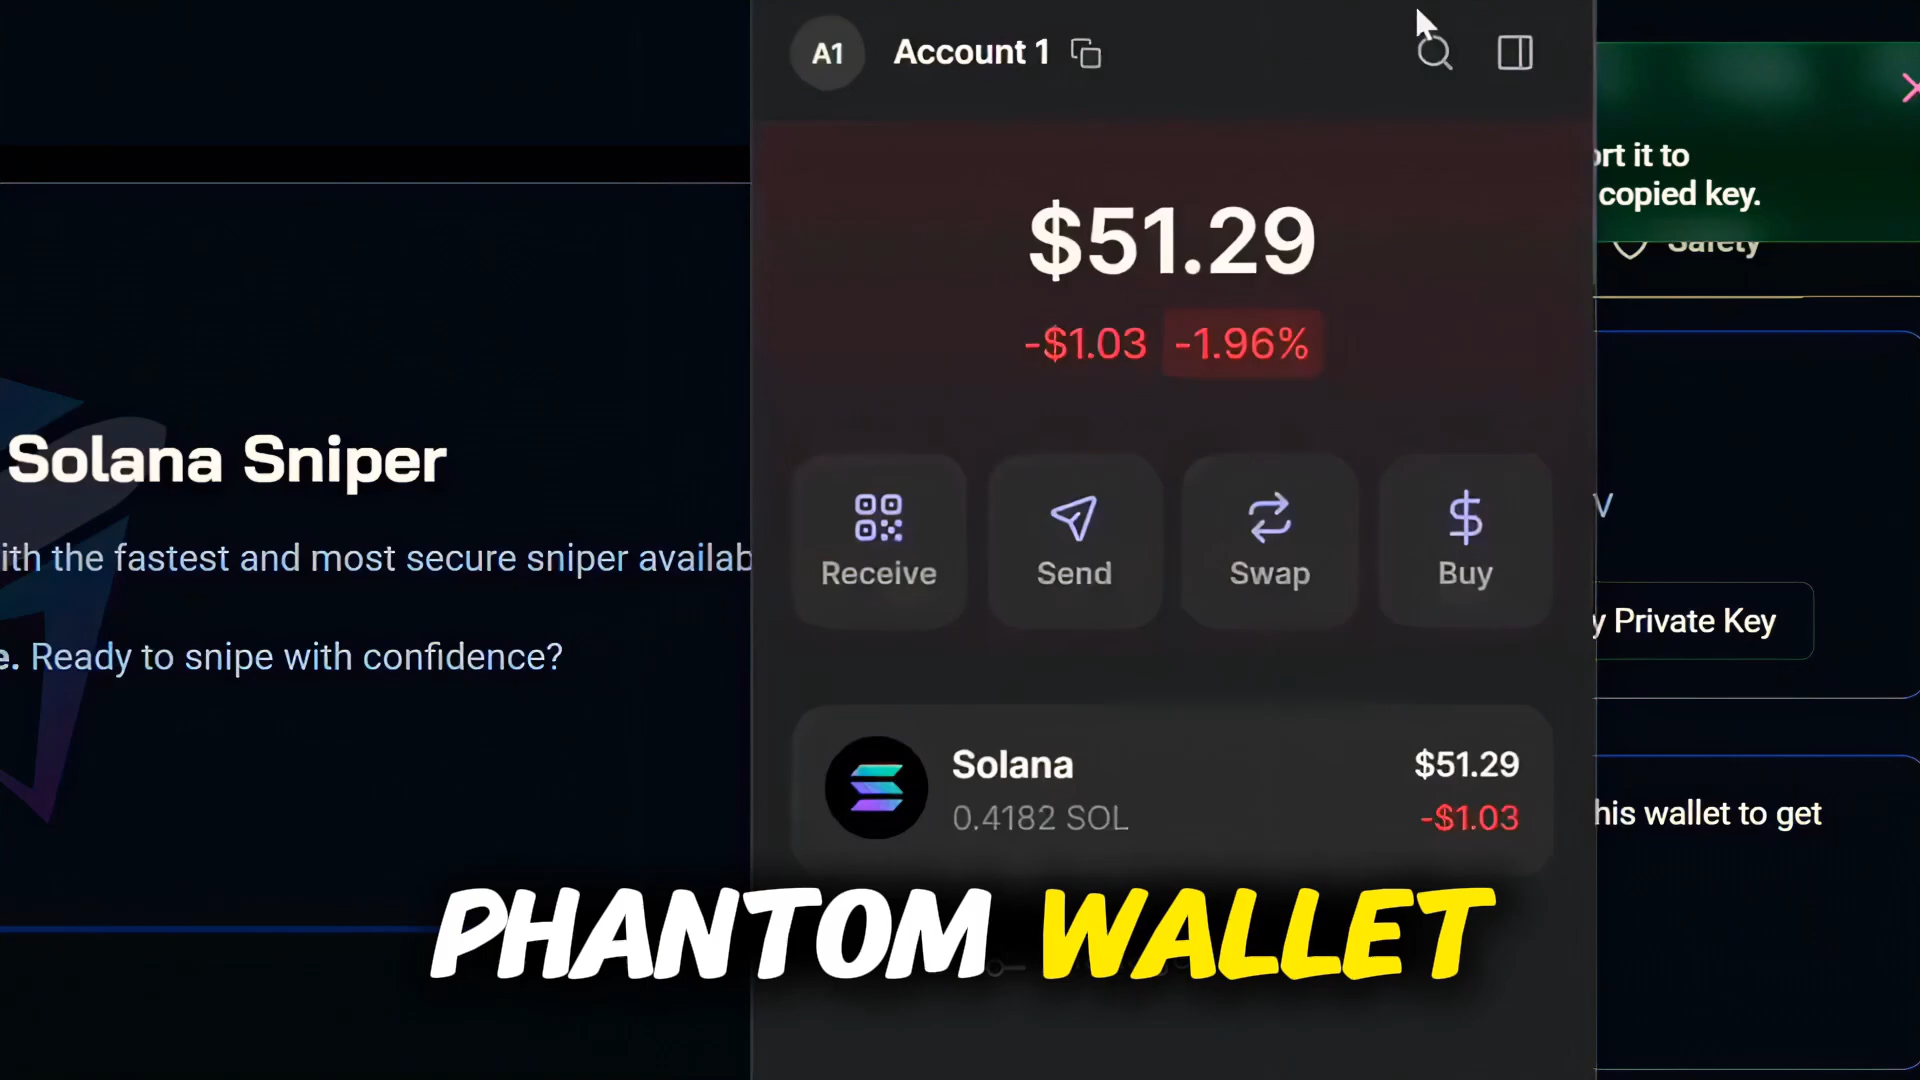 A1 Account 1
ort it to
copied key.
Safety
$51.29
-$1.03 -1.96%
Solana Sniper
ith the fastest and most secure sniper availab
e. Ready to snipe with confidence?
Receive
Send
Swap
Buy
y Private Key
Solana
0.4182 SOL
$51.29
-$1.03
his wallet to get
PHANTOM WALLET